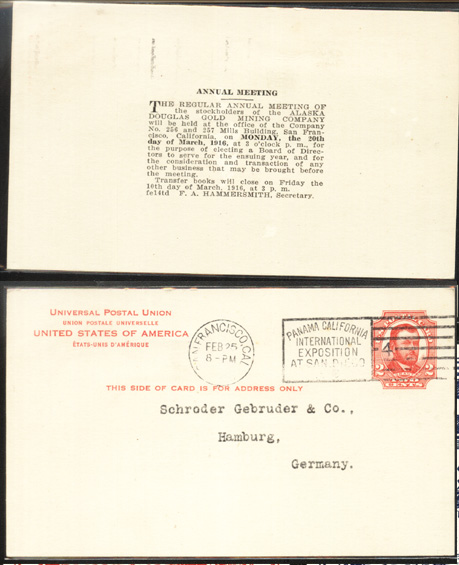 ANNUAL MEETING
THE REGULAR ANNUAL MEETING OF
the stockholders of the ALASKA
DOUGLAS GOLD MINING COMPANY
will be held at the office of the Company
No. 256 and 257 Mills Building, San Fran-
cisco, California, on MONDAY, the 20th
day of March, 1916, at 3 o'clock p. m., for
the purpose of electing a Board of Direc-
tors to serve for the ensuing year, and for
the consideration and transaction of any
other business that may be brought before
the meeting.
Transfer books will close on Friday the
10th day of March, 1916, at 3 p. m.
fe14td F. A. HAMMERSMITH, Secretary.
UNIVERSAL POSTAL UNION
UNION POSTALE UNIVERSELLE
UNITED STATES OF AMERICA
ÉTATS-UNIS D'AMÉRIQUE
SAN FRANCISCO, CAL.
FEB 25
8-PM
PANAMA CALIFORNIA
INTERNATIONAL
EXPOSITION
AT SAN DIEGO
4
2 2
CENTS
THIS SIDE OF CARD IS FOR ADDRESS ONLY
Schroder Gebruder & Co.,
Hamburg,
Germany.